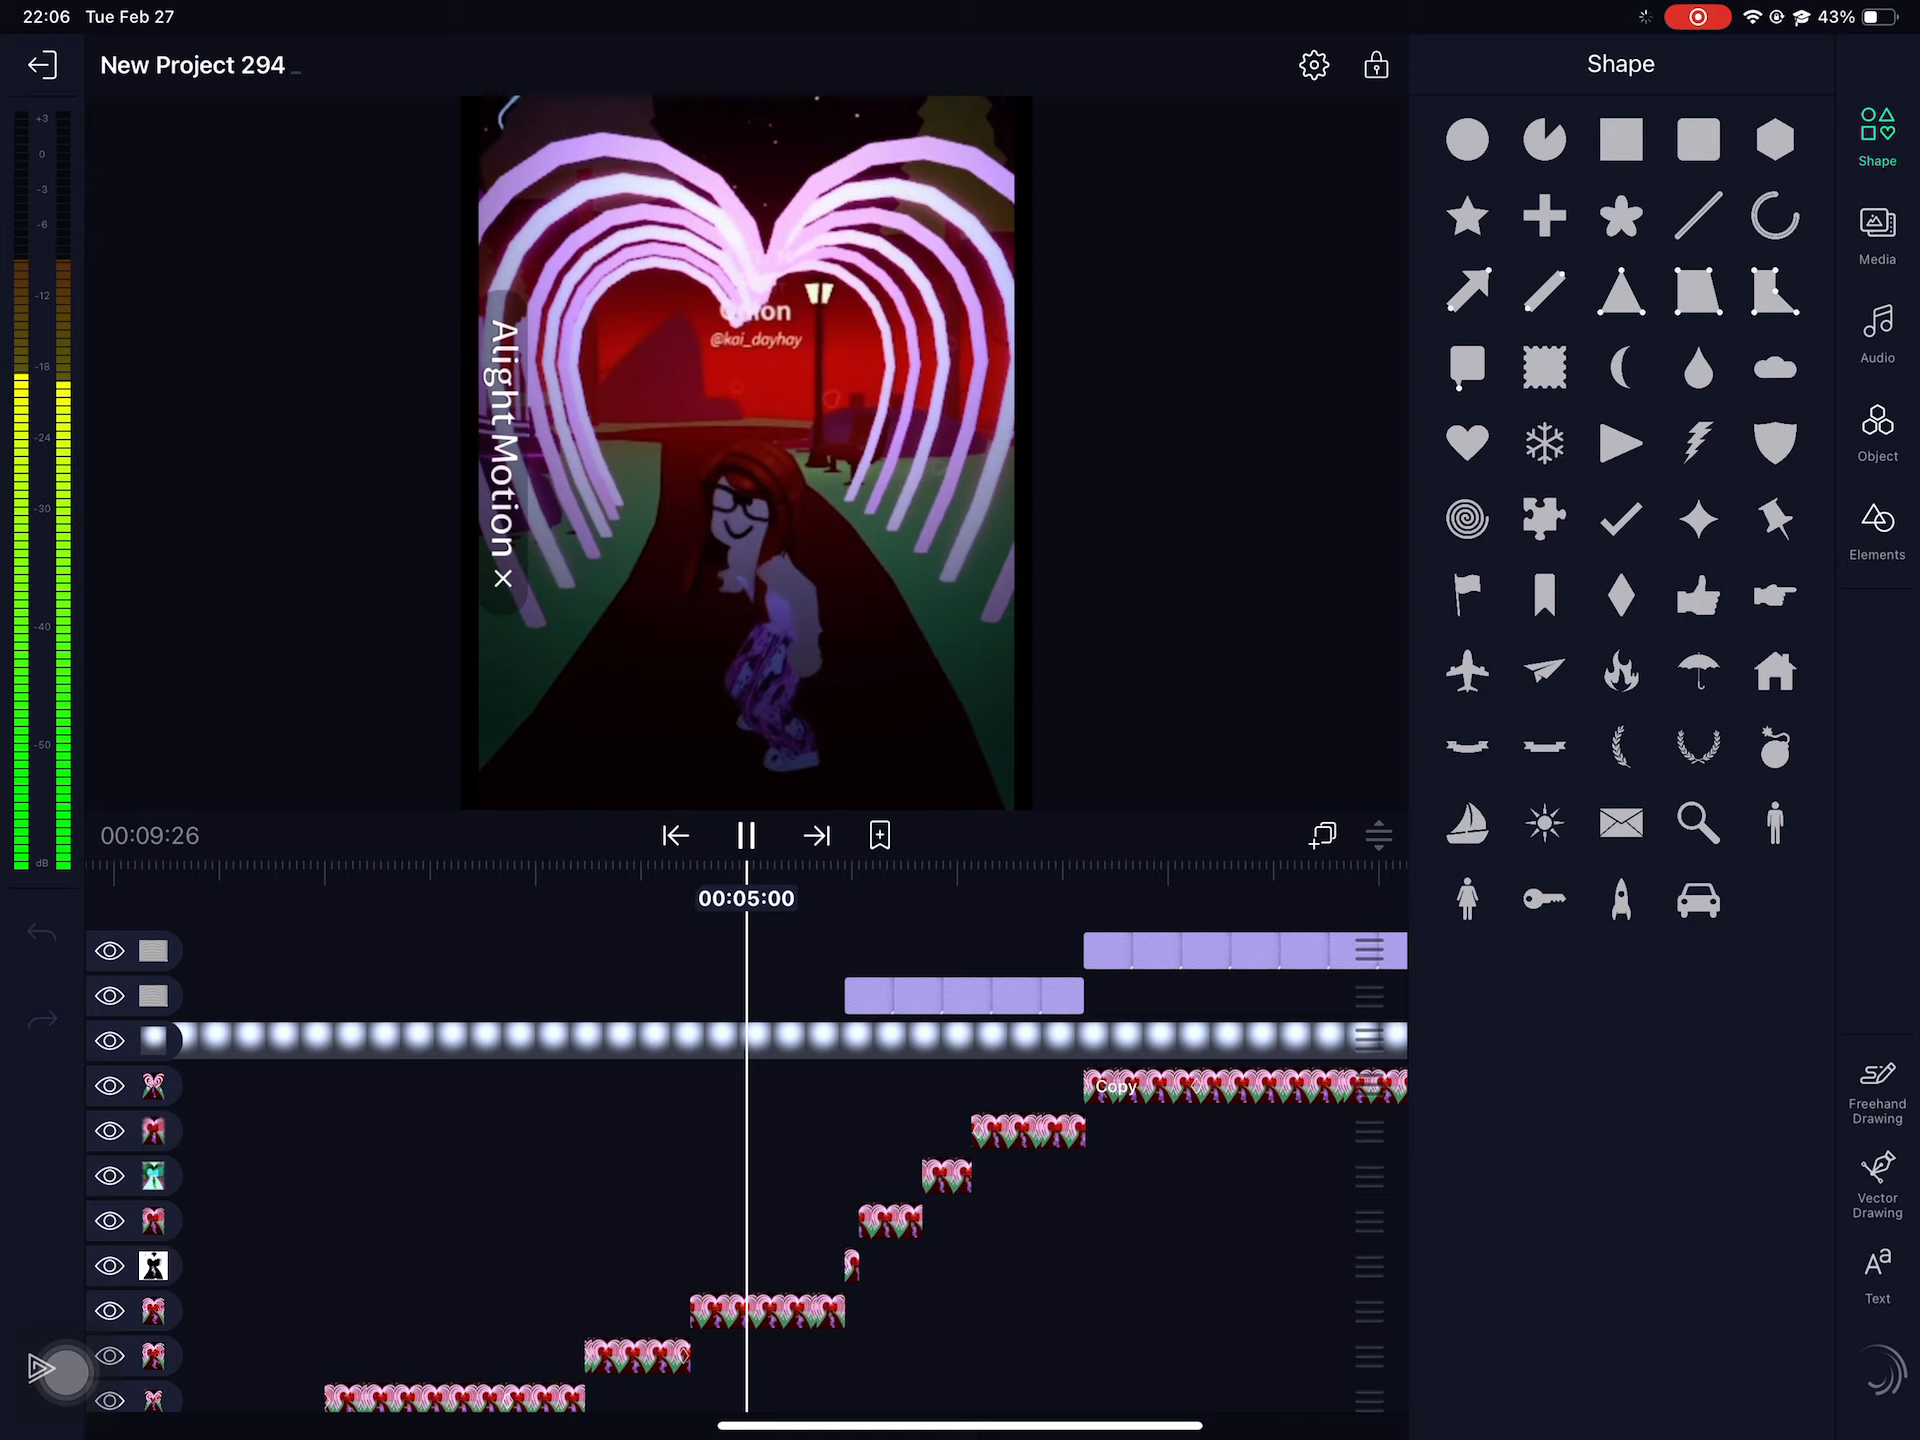 22:06 Tue Feb 27
43%
New Project 294
Shape
+3
0
-3
-6
-12
-18
-24
-30
-40
-50
dB
@kai_dayhay
Alight Motion ×
00:09:26
00:05:00
Copy
Shape
Media
Audio
Object
Elements
Freehand
Drawing
Vector
Drawing
Aa
Text